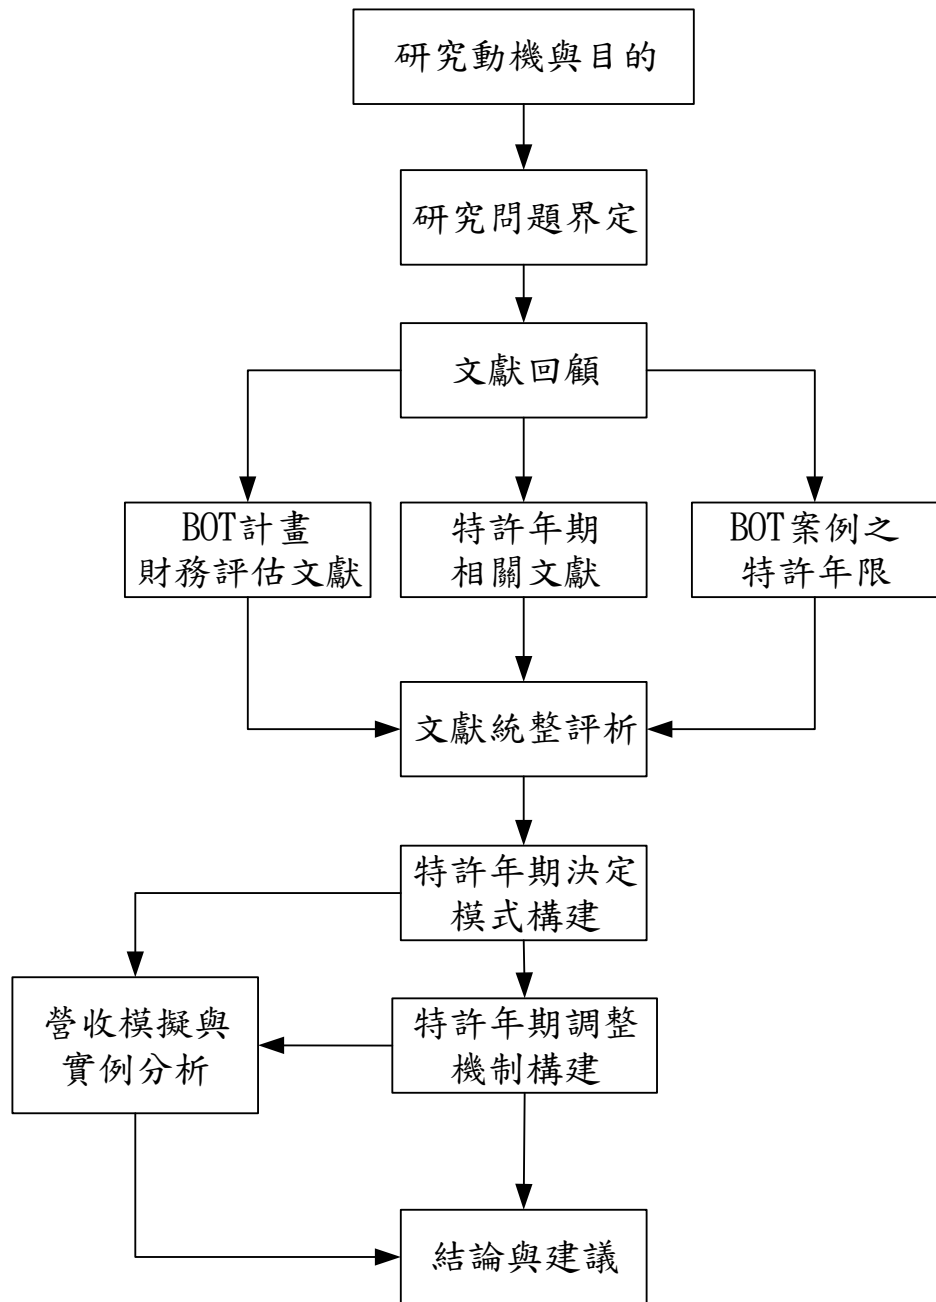 研究動機與目的
研究問題界定
文獻回顧
BOT計畫
財務評估文獻
特許年期
相關文獻
BOT案例之
特許年限
文獻統整評析
特許年期決定
模式構建
營收模擬與
實例分析
特許年期調整
機制構建
結論與建議